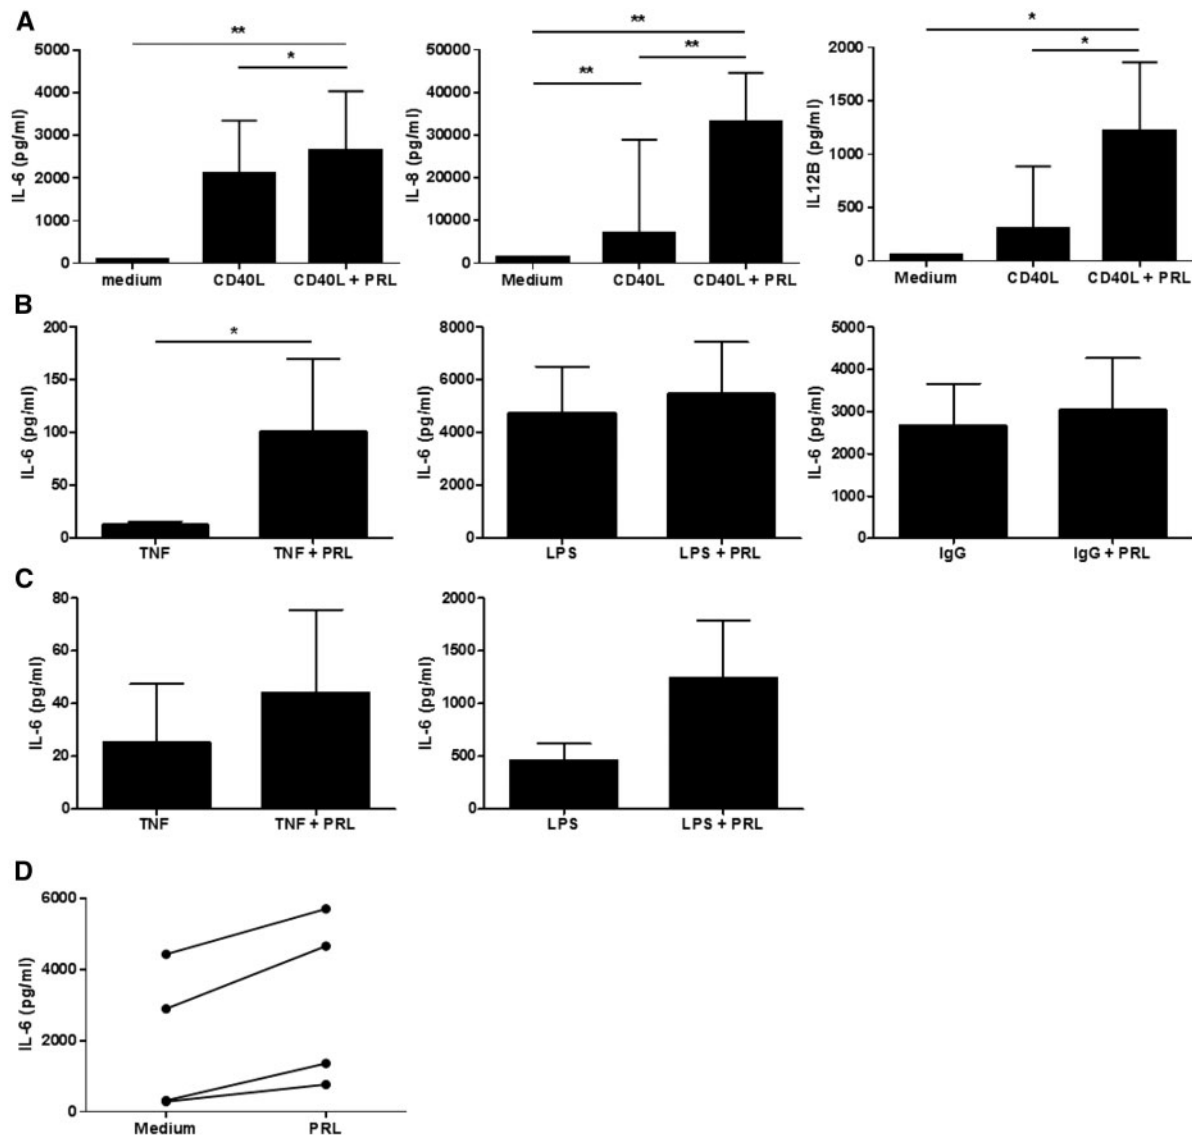 A
** * IL-6 (pg/ml) 5000 4000 3000 2000 1000 0 medium CD40L CD40L + PRL
** ** ** IL-8 (pg/ml) 50000 40000 30000 20000 10000 0 Medium CD40L CD40L + PRL
* * IL12B (pg/ml) 2000 1500 1000 500 0 Medium CD40L CD40L + PRL
B
* IL-6 (pg/ml) 200 150 100 50 0 TNF TNF + PRL
IL-6 (pg/ml) 8000 6000 4000 2000 0 LPS LPS + PRL
IL-6 (pg/ml) 5000 4000 3000 2000 1000 0 IgG IgG + PRL
C
IL-6 (pg/ml) 80 60 40 20 0 TNF TNF + PRL
IL-6 (pg/ml) 2000 1500 1000 500 0 LPS LPS + PRL
D
IL-6 (pg/ml) 6000 4000 2000 0 Medium PRL